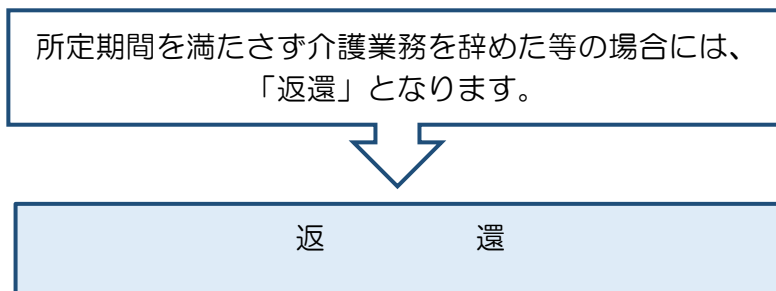 所定期間を満たさず介護業務を辞めた等の場合には、
「返還」となります。
返　　　還